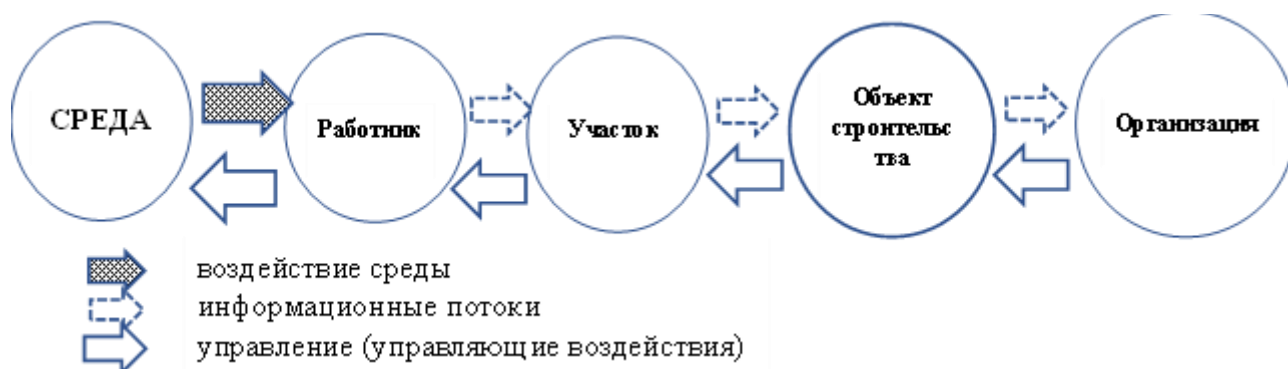 СРЕДА
Работник
Участок
Объект
строительс
тва
Организация
воздействие среды
информационные потоки
управление (управляющие воздействия)